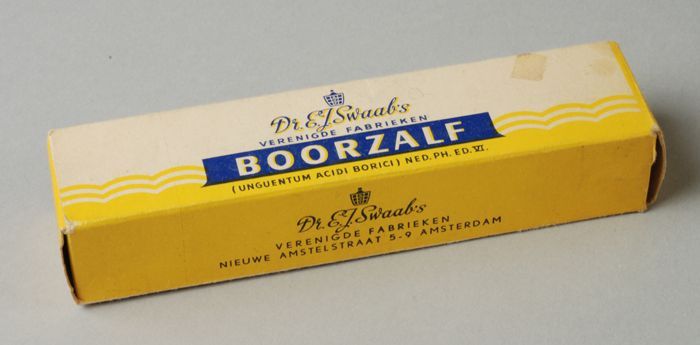 Dr. E.J. Swaab's
VERENIGDE FABRIEKEN
BOORZALF
(UNGUENTUM ACIDI BORICI) NED. PH. ED. VI.
Dr. E.J. Swaab's
VERENIGDE FABRIEKEN
NIEUWE AMSTELSTRAAT 5-9 AMSTERDAM